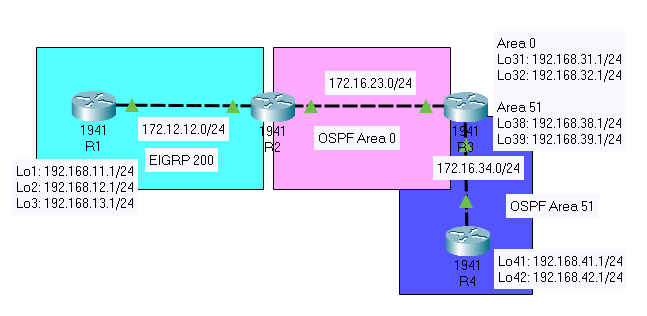 Area 0
Lo31: 192.168.31.1/24
Lo32: 192.168.32.1/24
172.16.23.0/24
Area 51
Lo38: 192.168.38.1/24
Lo39: 192.168.39.1/24
1941
R1
172.12.12.0/24
1941
R2
OSPF Area 0
1941
R3
EIGRP 200
172.16.34.0/24
Lo1: 192.168.11.1/24
Lo2: 192.168.12.1/24
Lo3: 192.168.13.1/24
OSPF Area 51
1941
R4
Lo41: 192.168.41.1/24
Lo42: 192.168.42.1/24